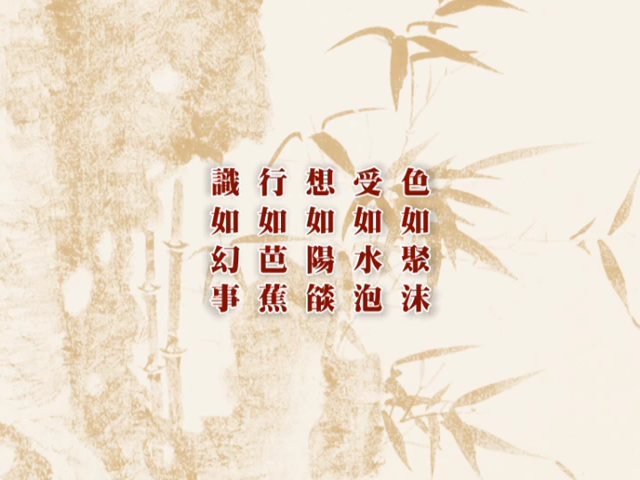 色如聚沫
受如水泡
想如陽燄
行如芭蕉
識如幻事